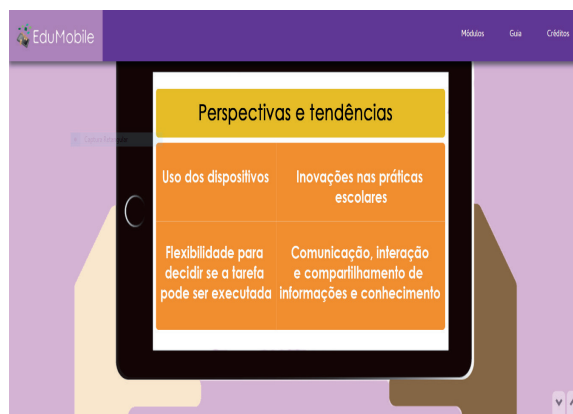 EduMobile
Módulos Guia Créditos
Perspectivas e tendências
Uso dos dispositivos
Inovações nas práticas
escolares
Flexibilidade para
decidir se a tarefa
pode ser executada
Comunicação, interação
e compartilhamento de
informações e conhecimento